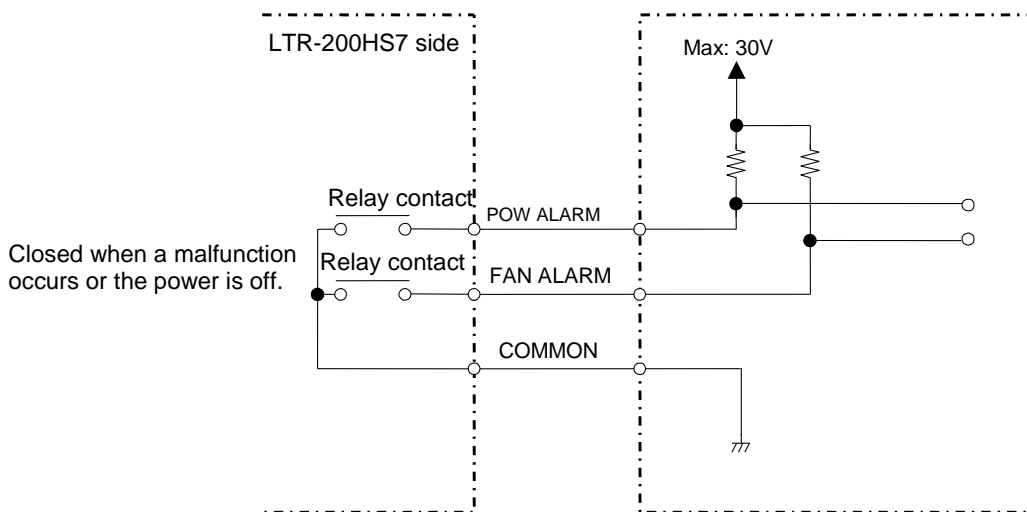 LTR-200HS7 side
Max: 30V
Relay contact
POW ALARM
Closed when a malfunction
occurs or the power is off.
Relay contact
FAN ALARM
COMMON